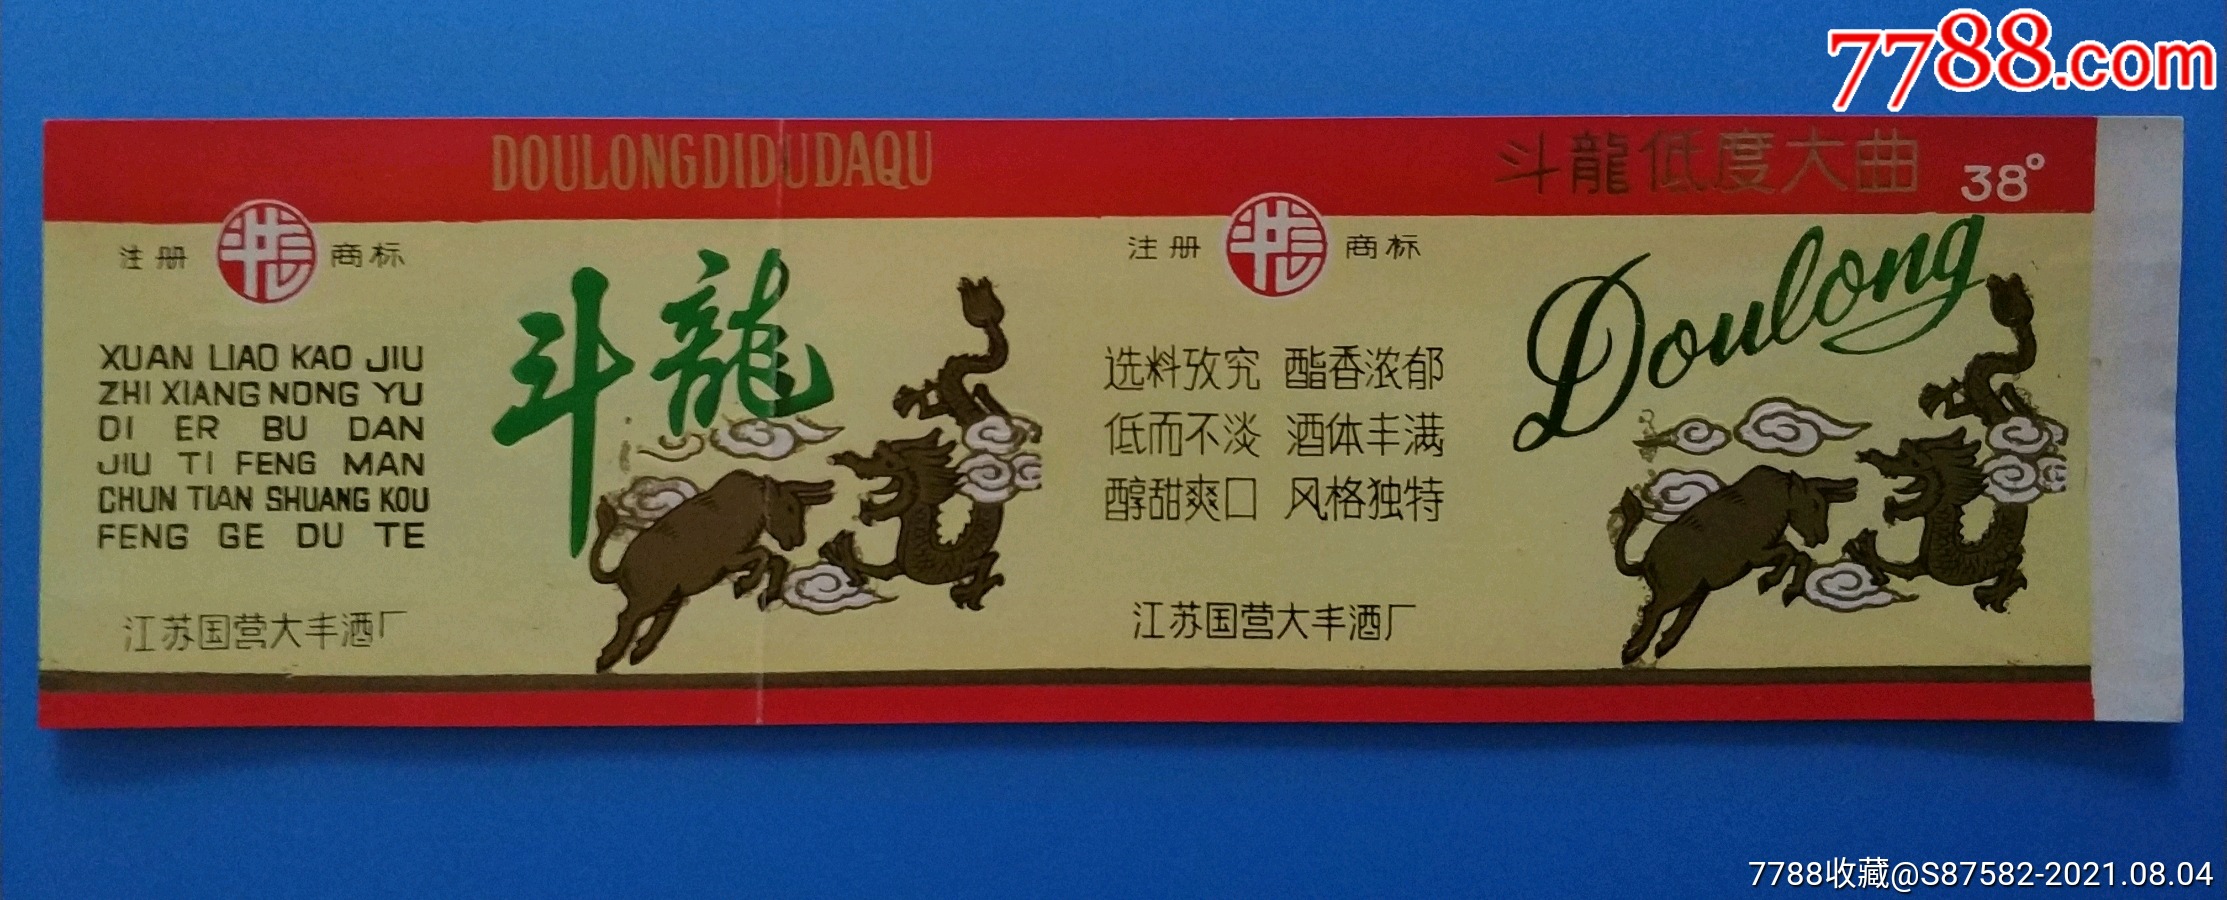 7788.com
DOULONGDIDUDAQU
斗龍低度大曲 38°
注册 商标
XUAN LIAO KAO JIU
ZHI XIANG NONG YU
DI ER BU DAN
JIU TI FENG MAN
CHUN TIAN SHUANG KOU
FENG GE DU TE
江苏国营大丰酒厂
斗龍
注册 商标
选料攷究 酯香浓郁
低而不淡 酒体丰满
醇甜爽口 风格独特
江苏国营大丰酒厂
Doulong
7788收藏@S87582-2021.08.04